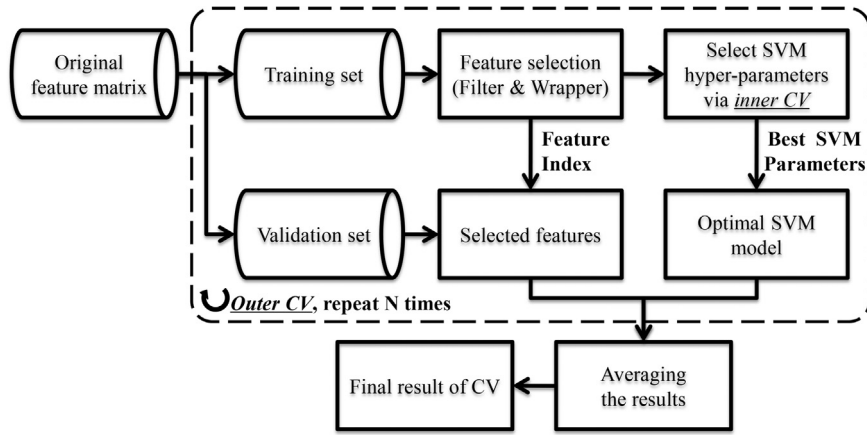 Original
feature matrix
Training set
Feature selection
(Filter & Wrapper)
Select SVM
hyper-parameters
via inner CV
Feature
Index
Best SVM
Parameters
Validation set
Selected features
Optimal SVM
model
Outer CV, repeat N times
Final result of CV
Averaging
the results